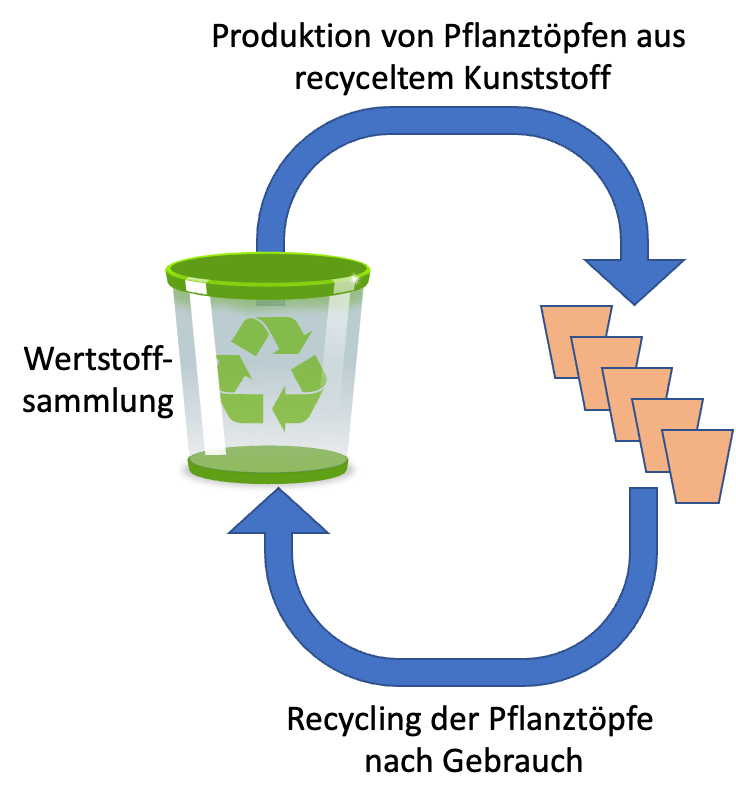 Produktion von Pflanztöpfen aus
recyceltem Kunststoff
Wertstoff-
sammlung
Recycling der Pflanztöpfe
nach Gebrauch